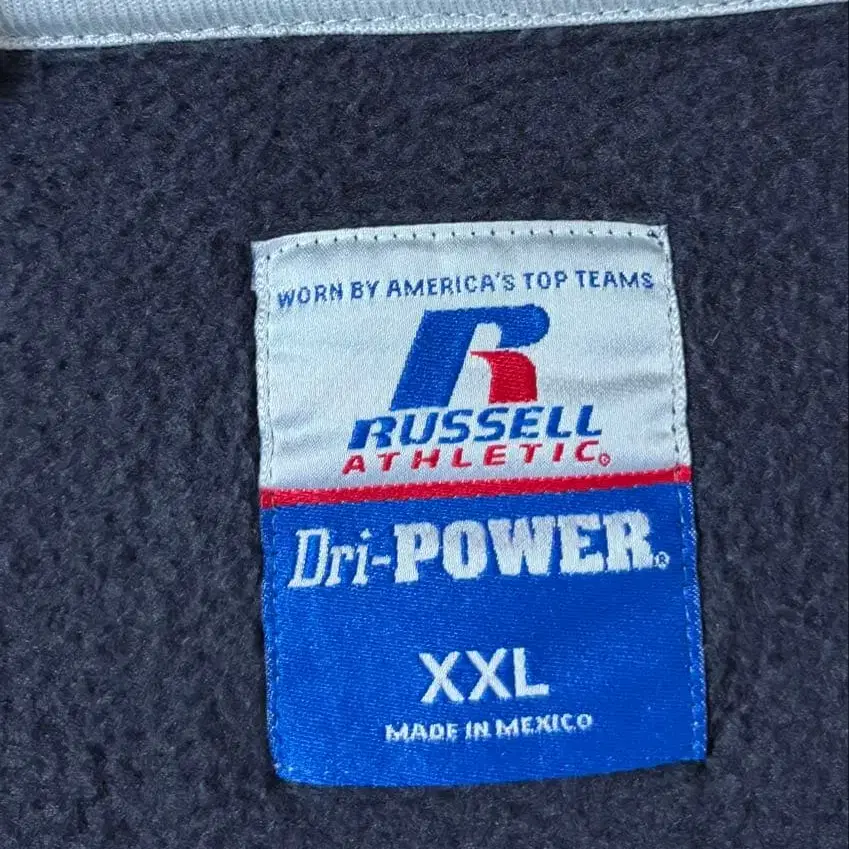 WORN BY AMERICA'S TOP TEAMS
R
RUSSELL
ATHLETIC®
Dri-POWER®
XXL
MADE IN MEXICO